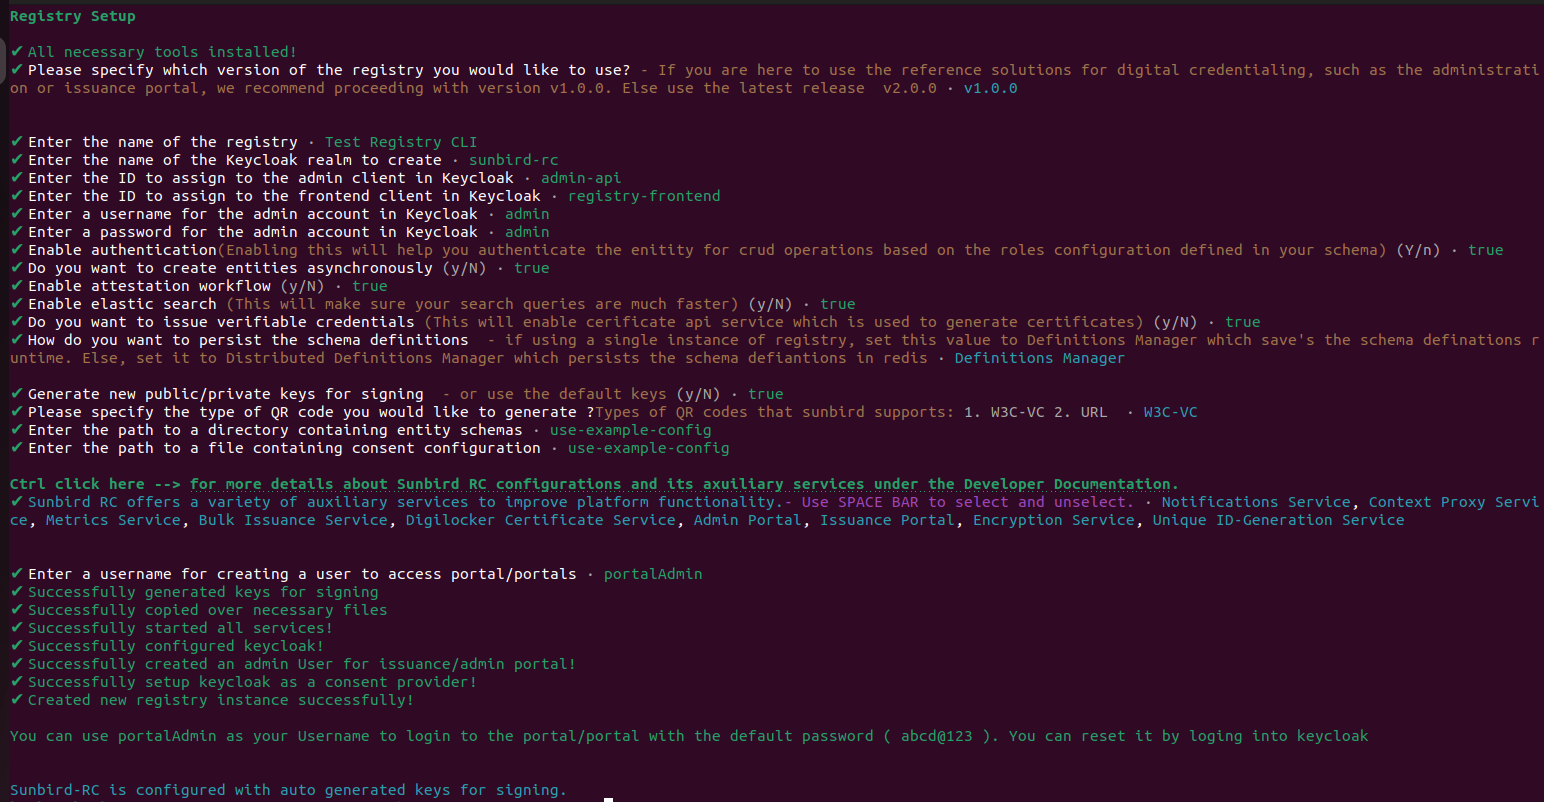 Registry Setup
✔ All necessary tools installed!
✔ Please specify which version of the registry you would like to use? - If you are here to use the reference solutions for digital credentialing, such as the administrati
on or issuance portal, we recommend proceeding with version v1.0.0. Else use the latest release  v2.0.0 · v1.0.0
✔ Enter the name of the registry · Test Registry CLI
✔ Enter the name of the Keycloak realm to create · sunbird-rc
✔ Enter the ID to assign to the admin client in Keycloak · admin-api
✔ Enter the ID to assign to the frontend client in Keycloak · registry-frontend
✔ Enter a username for the admin account in Keycloak · admin
✔ Enter a password for the admin account in Keycloak · admin
✔ Enable authentication(Enabling this will help you authenticate the enitity for crud operations based on the roles configuration defined in your schema) (Y/n) · true
✔ Do you want to create entities asynchronously (y/N) · true
✔ Enable attestation workflow (y/N) · true
✔ Enable elastic search (This will make sure your search queries are much faster) (y/N) · true
✔ Do you want to issue verifiable credentials (This will enable cerificate api service which is used to generate certificates) (y/N) · true
✔ How do you want to persist the schema definitions  - if using a single instance of registry, set this value to Definitions Manager which save's the schema definations r
untime. Else, set it to Distributed Definitions Manager which persists the schema defiantions in redis · Definitions Manager
✔ Generate new public/private keys for signing  - or use the default keys (y/N) · true
✔ Please specify the type of QR code you would like to generate ?Types of QR codes that sunbird supports: 1. W3C-VC 2. URL  · W3C-VC
✔ Enter the path to a directory containing entity schemas · use-example-config
✔ Enter the path to a file containing consent configuration · use-example-config
Ctrl click here --> for more details about Sunbird RC configurations and its axuiliary services under the Developer Documentation.
✔ Sunbird RC offers a variety of auxiliary services to improve platform functionality.- Use SPACE BAR to select and unselect. · Notifications Service, Context Proxy Servi
ce, Metrics Service, Bulk Issuance Service, Digilocker Certificate Service, Admin Portal, Issuance Portal, Encryption Service, Unique ID-Generation Service
✔ Enter a username for creating a user to access portal/portals · portalAdmin
✔ Successfully generated keys for signing
✔ Successfully copied over necessary files
✔ Successfully started all services!
✔ Successfully configured keycloak!
✔ Successfully created an admin User for issuance/admin portal!
✔ Successfully setup keycloak as a consent provider!
✔ Created new registry instance successfully!
You can use portalAdmin as your Username to login to the portal/portal with the default password ( abcd@123 ). You can reset it by loging into keycloak
Sunbird-RC is configured with auto generated keys for signing.